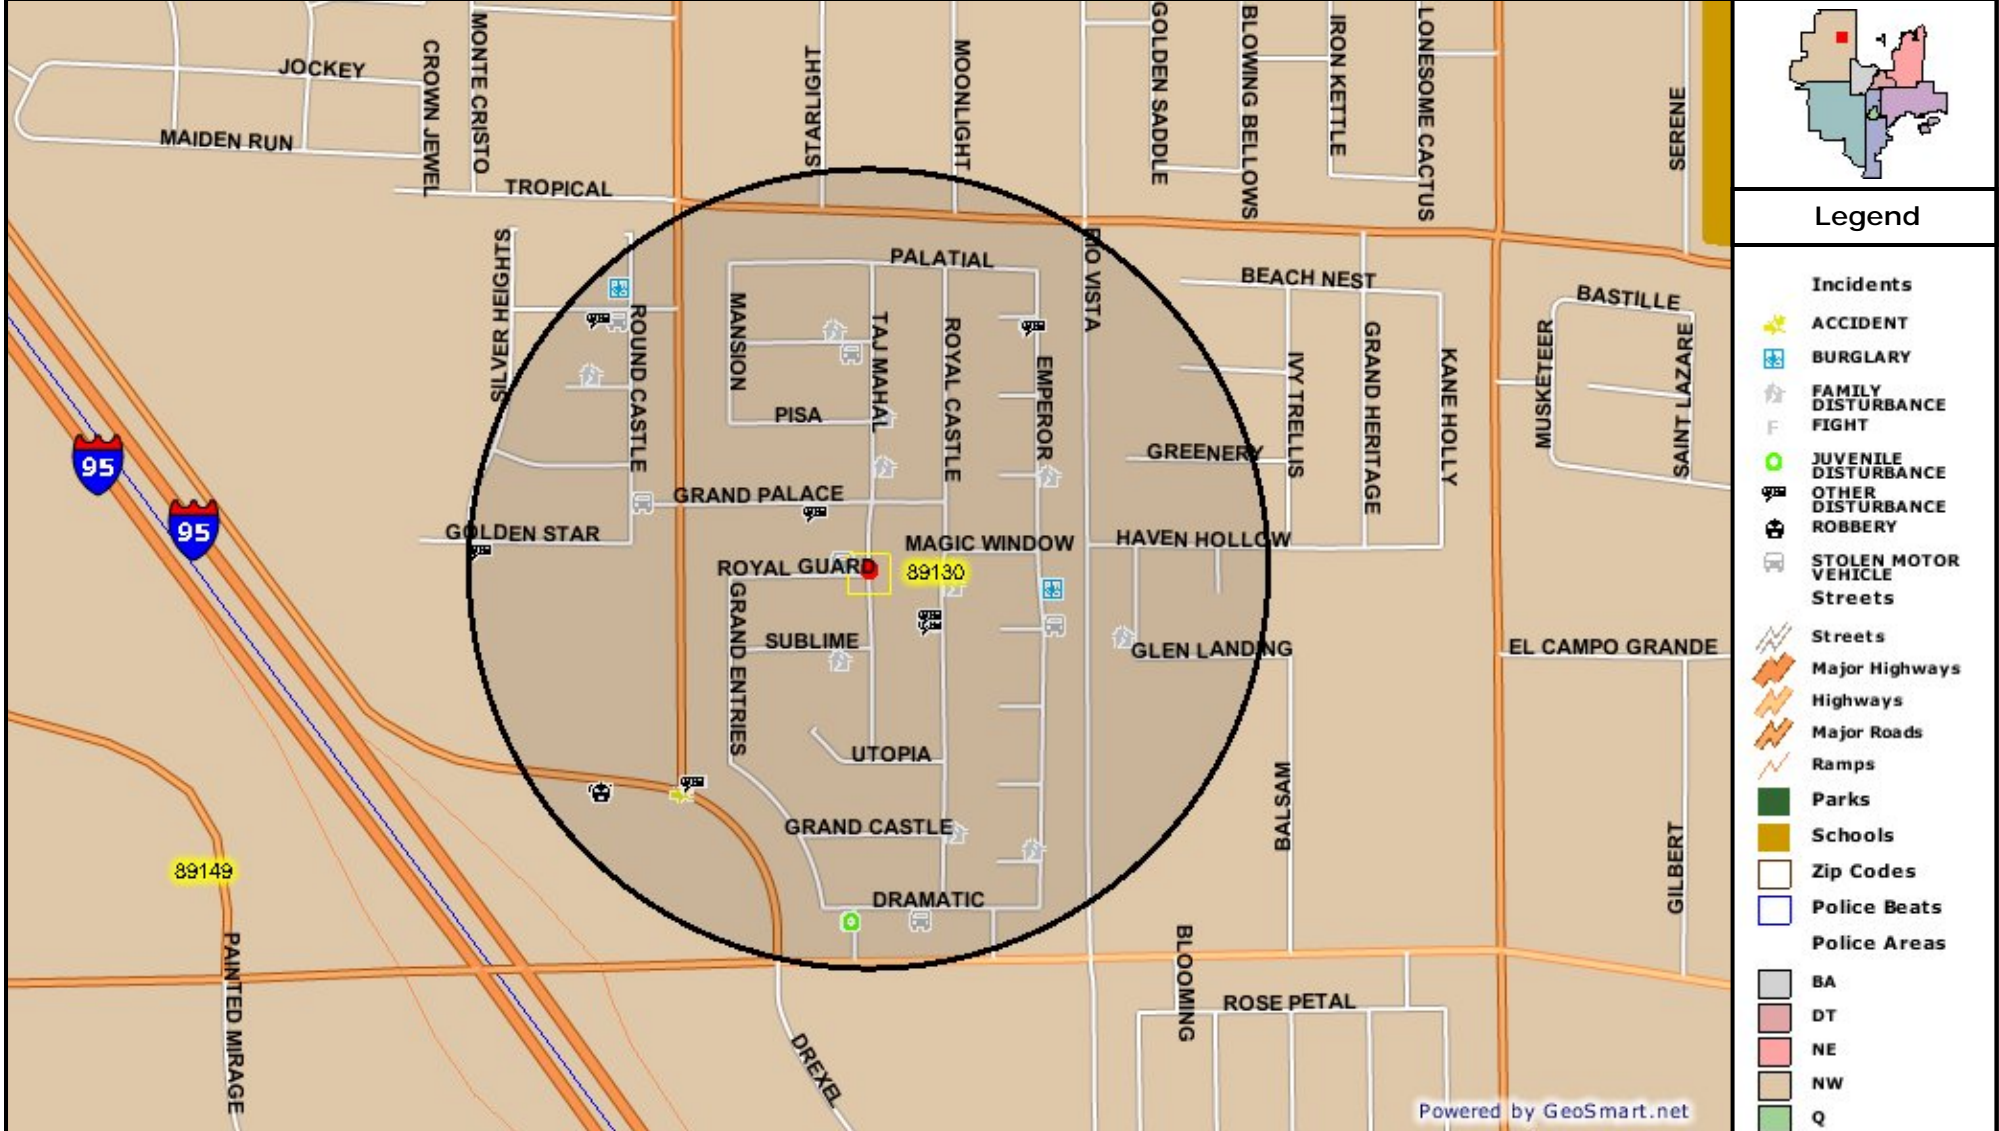 JOCKEY
MAIDEN RUN
CROWN JEWEL
MONTE CRISTO
TROPICAL
STARLIGHT
MOONLIGHT
GOLDEN SADDLE
BLOWING BELLOWS
IRON KETTLE
LONESOME CACTUS
SERENE
SILVER HEIGHTS
ROUND CASTLE
PALATIAL
MANSION
TAJ MAHAL
ROYAL CASTLE
EMPEROR
RIO VISTA
PISA
BEACH NEST
BASTILLE
IVY TRELLIS
GRAND HERITAGE
KANE HOLLY
MUSKETEER
SAINT LAZARE
GREENERY
95
95
GRAND PALACE
GOLDEN STAR
MAGIC WINDOW
HAVEN HOLLOW
ROYAL GUARD
89130
GRAND ENTRIES
SUBLIME
GLEN LANDING
EL CAMPO GRANDE
UTOPIA
BALSAM
GRAND CASTLE
GILBERT
89149
DRAMATIC
PAINTED MIRAGE
BLOOMING
ROSE PETAL
DREXEL
Powered by GeoSmart.net
Legend
Incidents
ACCIDENT
BURGLARY
FAMILY
DISTURBANCE
F FIGHT
JUVENILE
DISTURBANCE
OTHER
DISTURBANCE
ROBBERY
STOLEN MOTOR
VEHICLE
Streets
Streets
Major Highways
Highways
Major Roads
Ramps
Parks
Schools
Zip Codes
Police Beats
Police Areas
BA
DT
NE
NW
Q